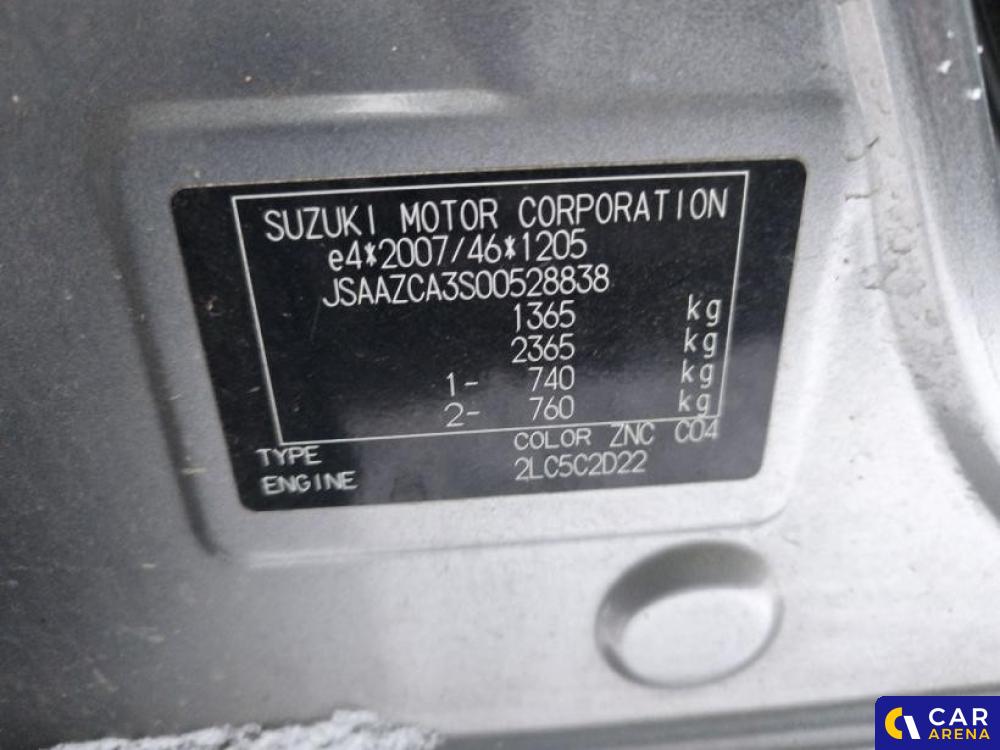 SUZUKI MOTOR CORPORATION
e4*2007/46*1205
JSAAZCA3S00528838
1365 kg
2365 kg
1- 740 kg
2- 760 kg
COLOR ZNC C04
TYPE
ENGINE 2LC5C2D22
CAR
ARENA